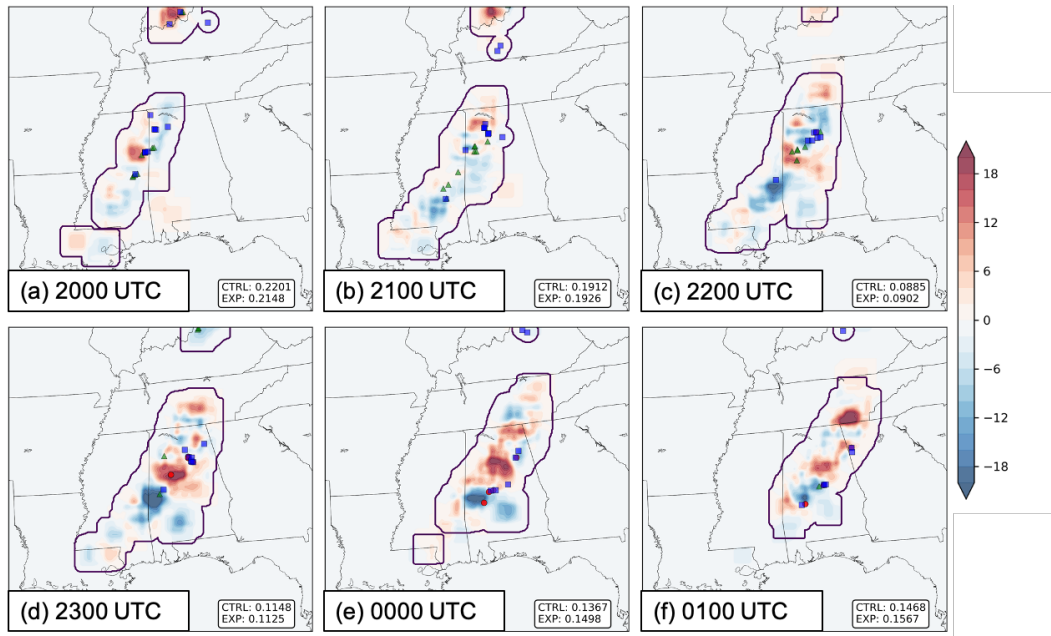 (a) 2000 UTC
CTRL: 0.2201
EXP: 0.2148
(b) 2100 UTC
CTRL: 0.1912
EXP: 0.1926
(c) 2200 UTC
CTRL: 0.0885
EXP: 0.0902
18
12
6
0
−6
−12
−18
(d) 2300 UTC
CTRL: 0.1148
EXP: 0.1125
(e) 0000 UTC
CTRL: 0.1367
EXP: 0.1498
(f) 0100 UTC
CTRL: 0.1468
EXP: 0.1567